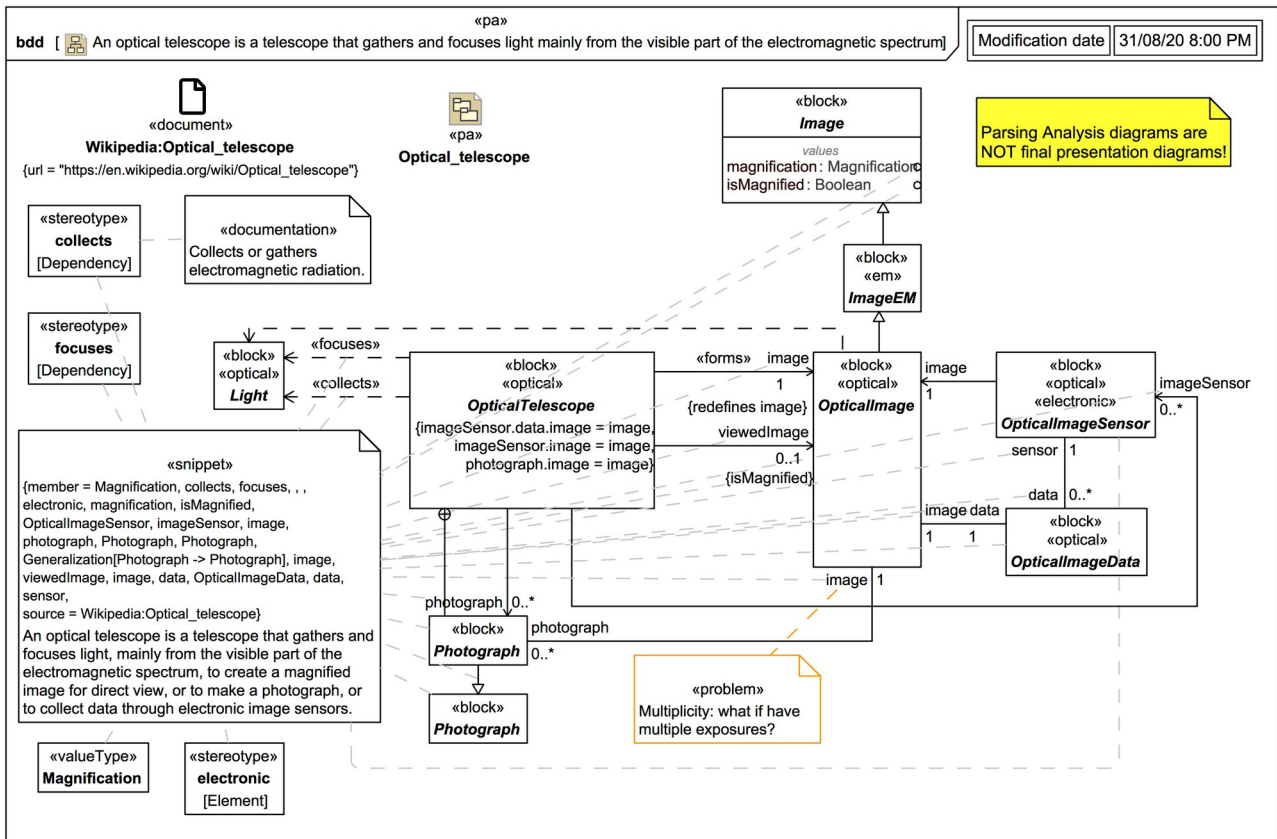 «pa»
bdd [ An optical telescope is a telescope that gathers and focuses light mainly from the visible part of the electromagnetic spectrum]
Modification date 31/08/20 8:00 PM
«document»
Wikipedia:Optical_telescope
{url = "https://en.wikipedia.org/wiki/Optical_telescope"}
«pa»
Optical_telescope
«block»
Image
values
magnification : Magnification
isMagnified : Boolean
Parsing Analysis diagrams are
NOT final presentation diagrams!
«stereotype»
collects
[Dependency]
«documentation»
Collects or gathers
electromagnetic radiation.
«block»
«em»
ImageEM
«stereotype»
focuses
[Dependency]
«block»
«optical»
Light
«focuses»
«collects»
«block»
«optical»
OpticalTelescope
{imageSensor.data.image = image,
imageSensor.image = image,
photograph.image = image}
«forms» image
1
{redefines image}
viewedImage
0..1
{isMagnified}
«block»
«optical»
OpticalImage
image
1
«block»
«optical»
«electronic»
OpticalImageSensor
imageSensor
0..*
sensor 1
data 0..*
image data
1 1
«block»
«optical»
OpticalImageData
image 1
«snippet»
{member = Magnification, collects, focuses, , ,
electronic, magnification, isMagnified,
OpticalImageSensor, imageSensor, image,
photograph, Photograph, Photograph,
Generalization[Photograph -> Photograph], image,
viewedImage, image, data, OpticalImageData, data,
sensor,
source = Wikipedia:Optical_telescope}
An optical telescope is a telescope that gathers and
focuses light, mainly from the visible part of the
electromagnetic spectrum, to create a magnified
image for direct view, or to make a photograph, or
to collect data through electronic image sensors.
photograph 0..*
«block»
Photograph
photograph
0..*
«block»
Photograph
«problem»
Multiplicity: what if have
multiple exposures?
«valueType»
Magnification
«stereotype»
electronic
[Element]